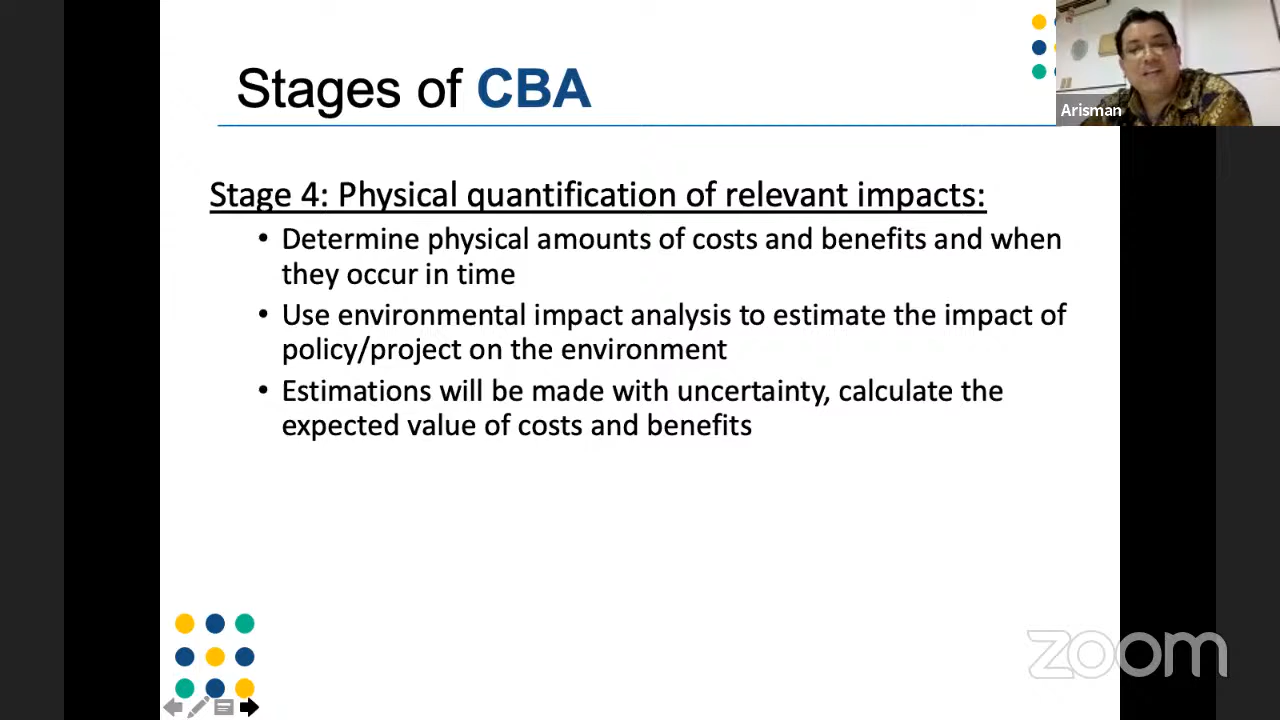 Stages of CBA
Arisman
Stage 4: Physical quantification of relevant impacts:
• Determine physical amounts of costs and benefits and when
they occur in time
• Use environmental impact analysis to estimate the impact of
policy/project on the environment
• Estimations will be made with uncertainty, calculate the
expected value of costs and benefits
zoom